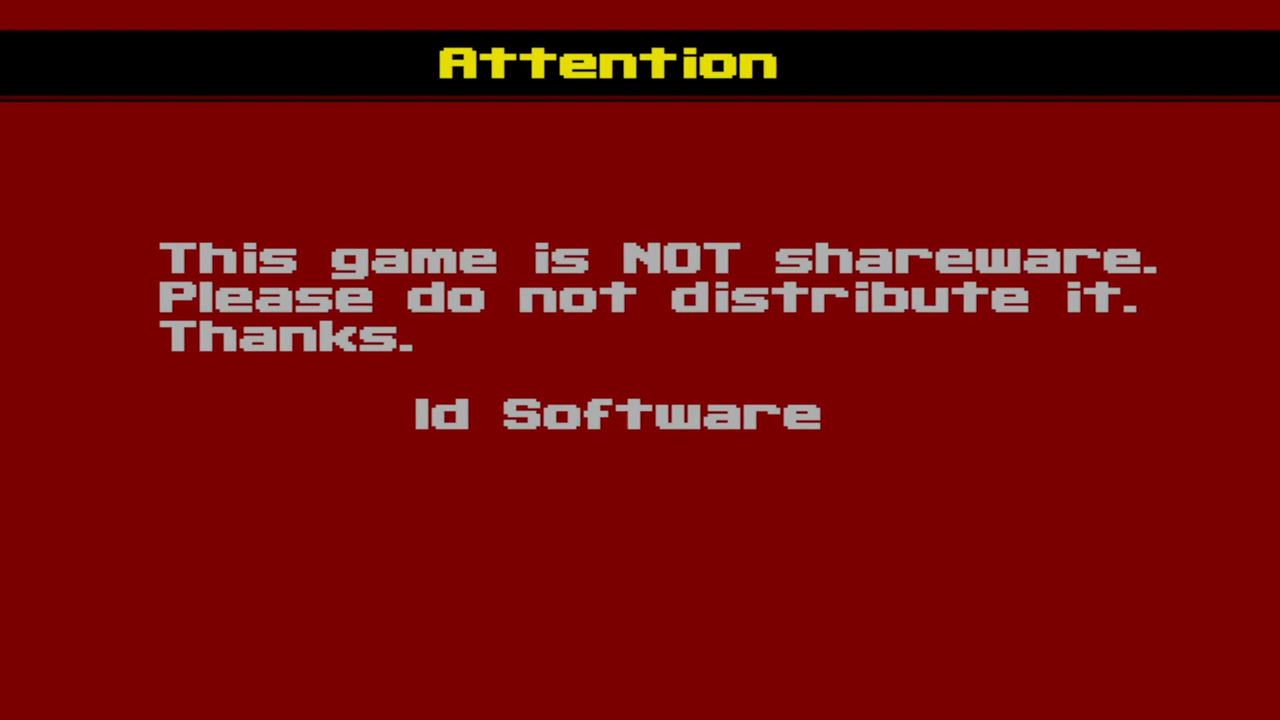 Attention
This game is NOT shareware.
Please do not distribute it.
Thanks.
Id Software